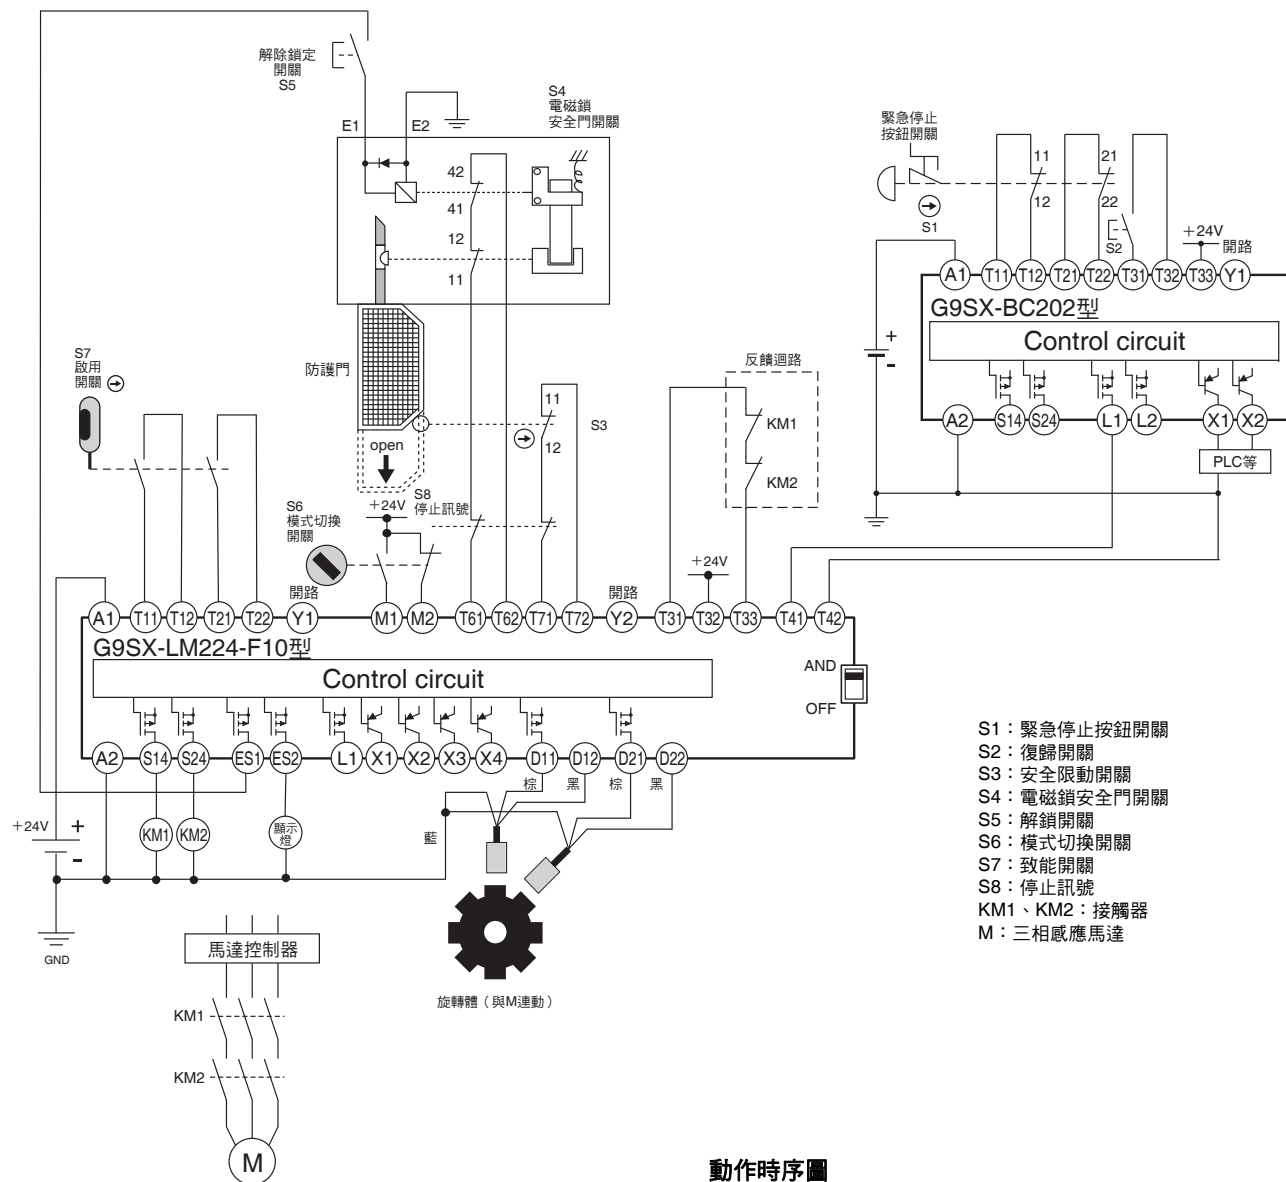 解除鎖定
開關
S5
E1
E2
S4
電磁鎖
安全門開關
42
41
12
11
防護門
open
S7
啟用
開關
S6
模式切換
開關
+24V
S8
停止訊號
11
12
S3
反饋迴路
KM1
KM2
+24V
緊急停止
按鈕開關
S1
11
12
21
22
S2
+24V
開路
A1 T11 T12 T21 T22 T31 T32 T33 Y1
G9SX-BC202型
Control circuit
+
-
A2 S14 S24 L1 L2 X1 X2
PLC等
開路
開路
A1 T11 T12 T21 T22 Y1 M1 M2 T61 T62 T71 T72 Y2 T31 T32 T33 T41 T42
G9SX-LM224-F10型
Control circuit
AND
OFF
A2 S14 S24 ES1 ES2 L1 X1 X2 X3 X4 D11 D12 D21 D22
棕
黑
棕
黑
藍
+24V
+
-
KM1
KM2
顯示
燈
GND
馬達控制器
KM1
KM2
M
旋轉體(與M連動)
S1:緊急停止按鈕開關
S2:復歸開關
S3:安全限動開關
S4:電磁鎖安全門開關
S5:解鎖開關
S6:模式切換開關
S7:致能開關
S8:停止訊號
KM1、KM2:接觸器
M:三相感應馬達
動作時序圖